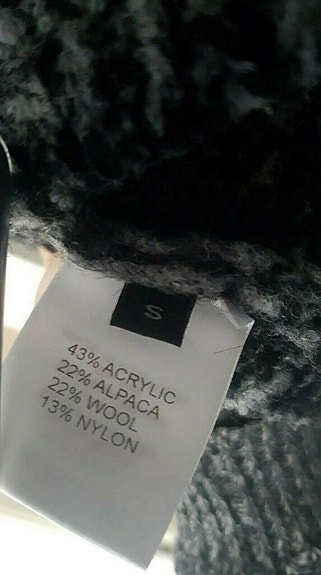 S
43% ACRYLIC
22% ALPACA
22% WOOL
13% NYLON